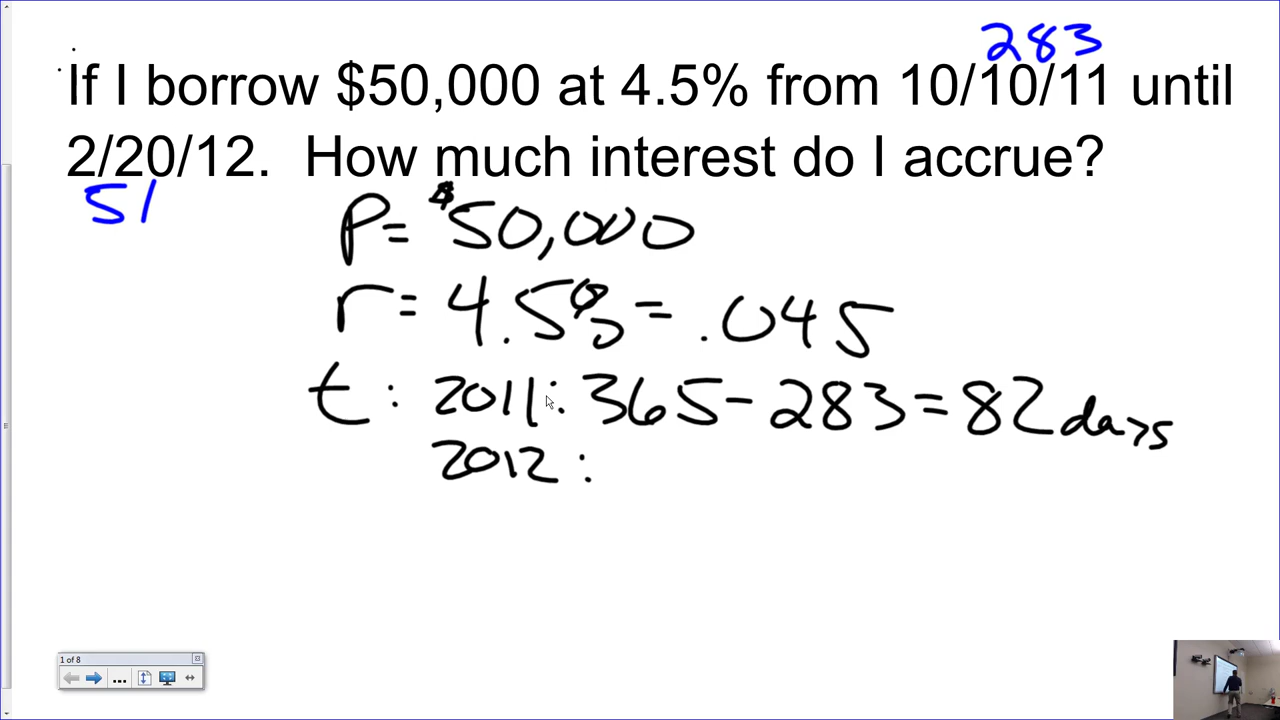 283
If I borrow $50,000 at 4.5% from 10/10/11 until
2/20/12. How much interest do I accrue?
51
P= $50,000
r= 4.5%= .045
t: 2011: 365-283=82 days
2012:
1 of 8
...